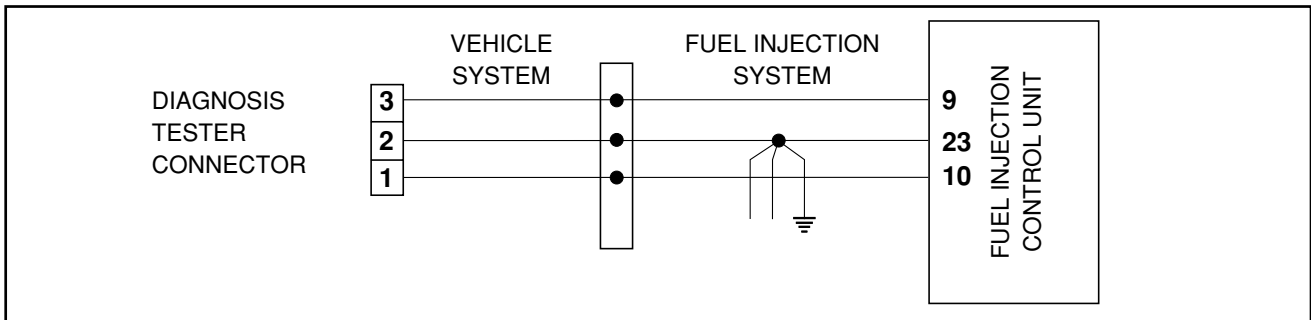 VEHICLE
SYSTEM
FUEL INJECTION
SYSTEM
DIAGNOSIS
TESTER
CONNECTOR
3
2
1
9
23
10
FUEL INJECTION
CONTROL UNIT